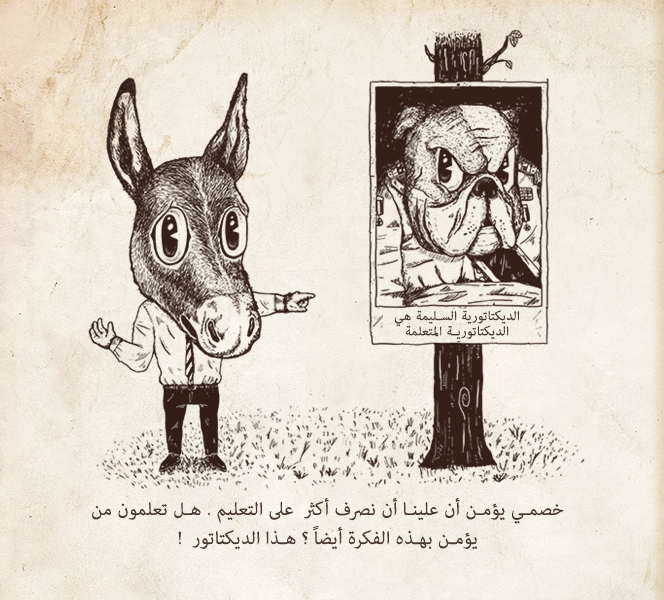 الديكتاتورية السليمة هي
الديكتاتورية المتعلمة
خصمي يؤمن أن علينا أن نصرف أكثر على التعليم . هل تعلمون من
يؤمن بهذه الفكرة أيضاً ؟ هذا الديكتاتور !